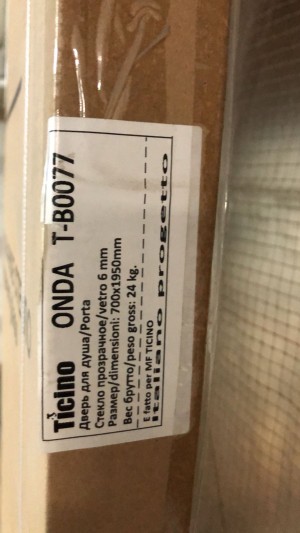 Ticino ONDA T-B0077
Дверь для душа/Porta
Стекло прозрачное/vetro 6 mm
Размер/dimensioni: 700x1950mm
Вес брутто/peso gross: 24 kg.
E fatto per MF TICINO
italiano progetto